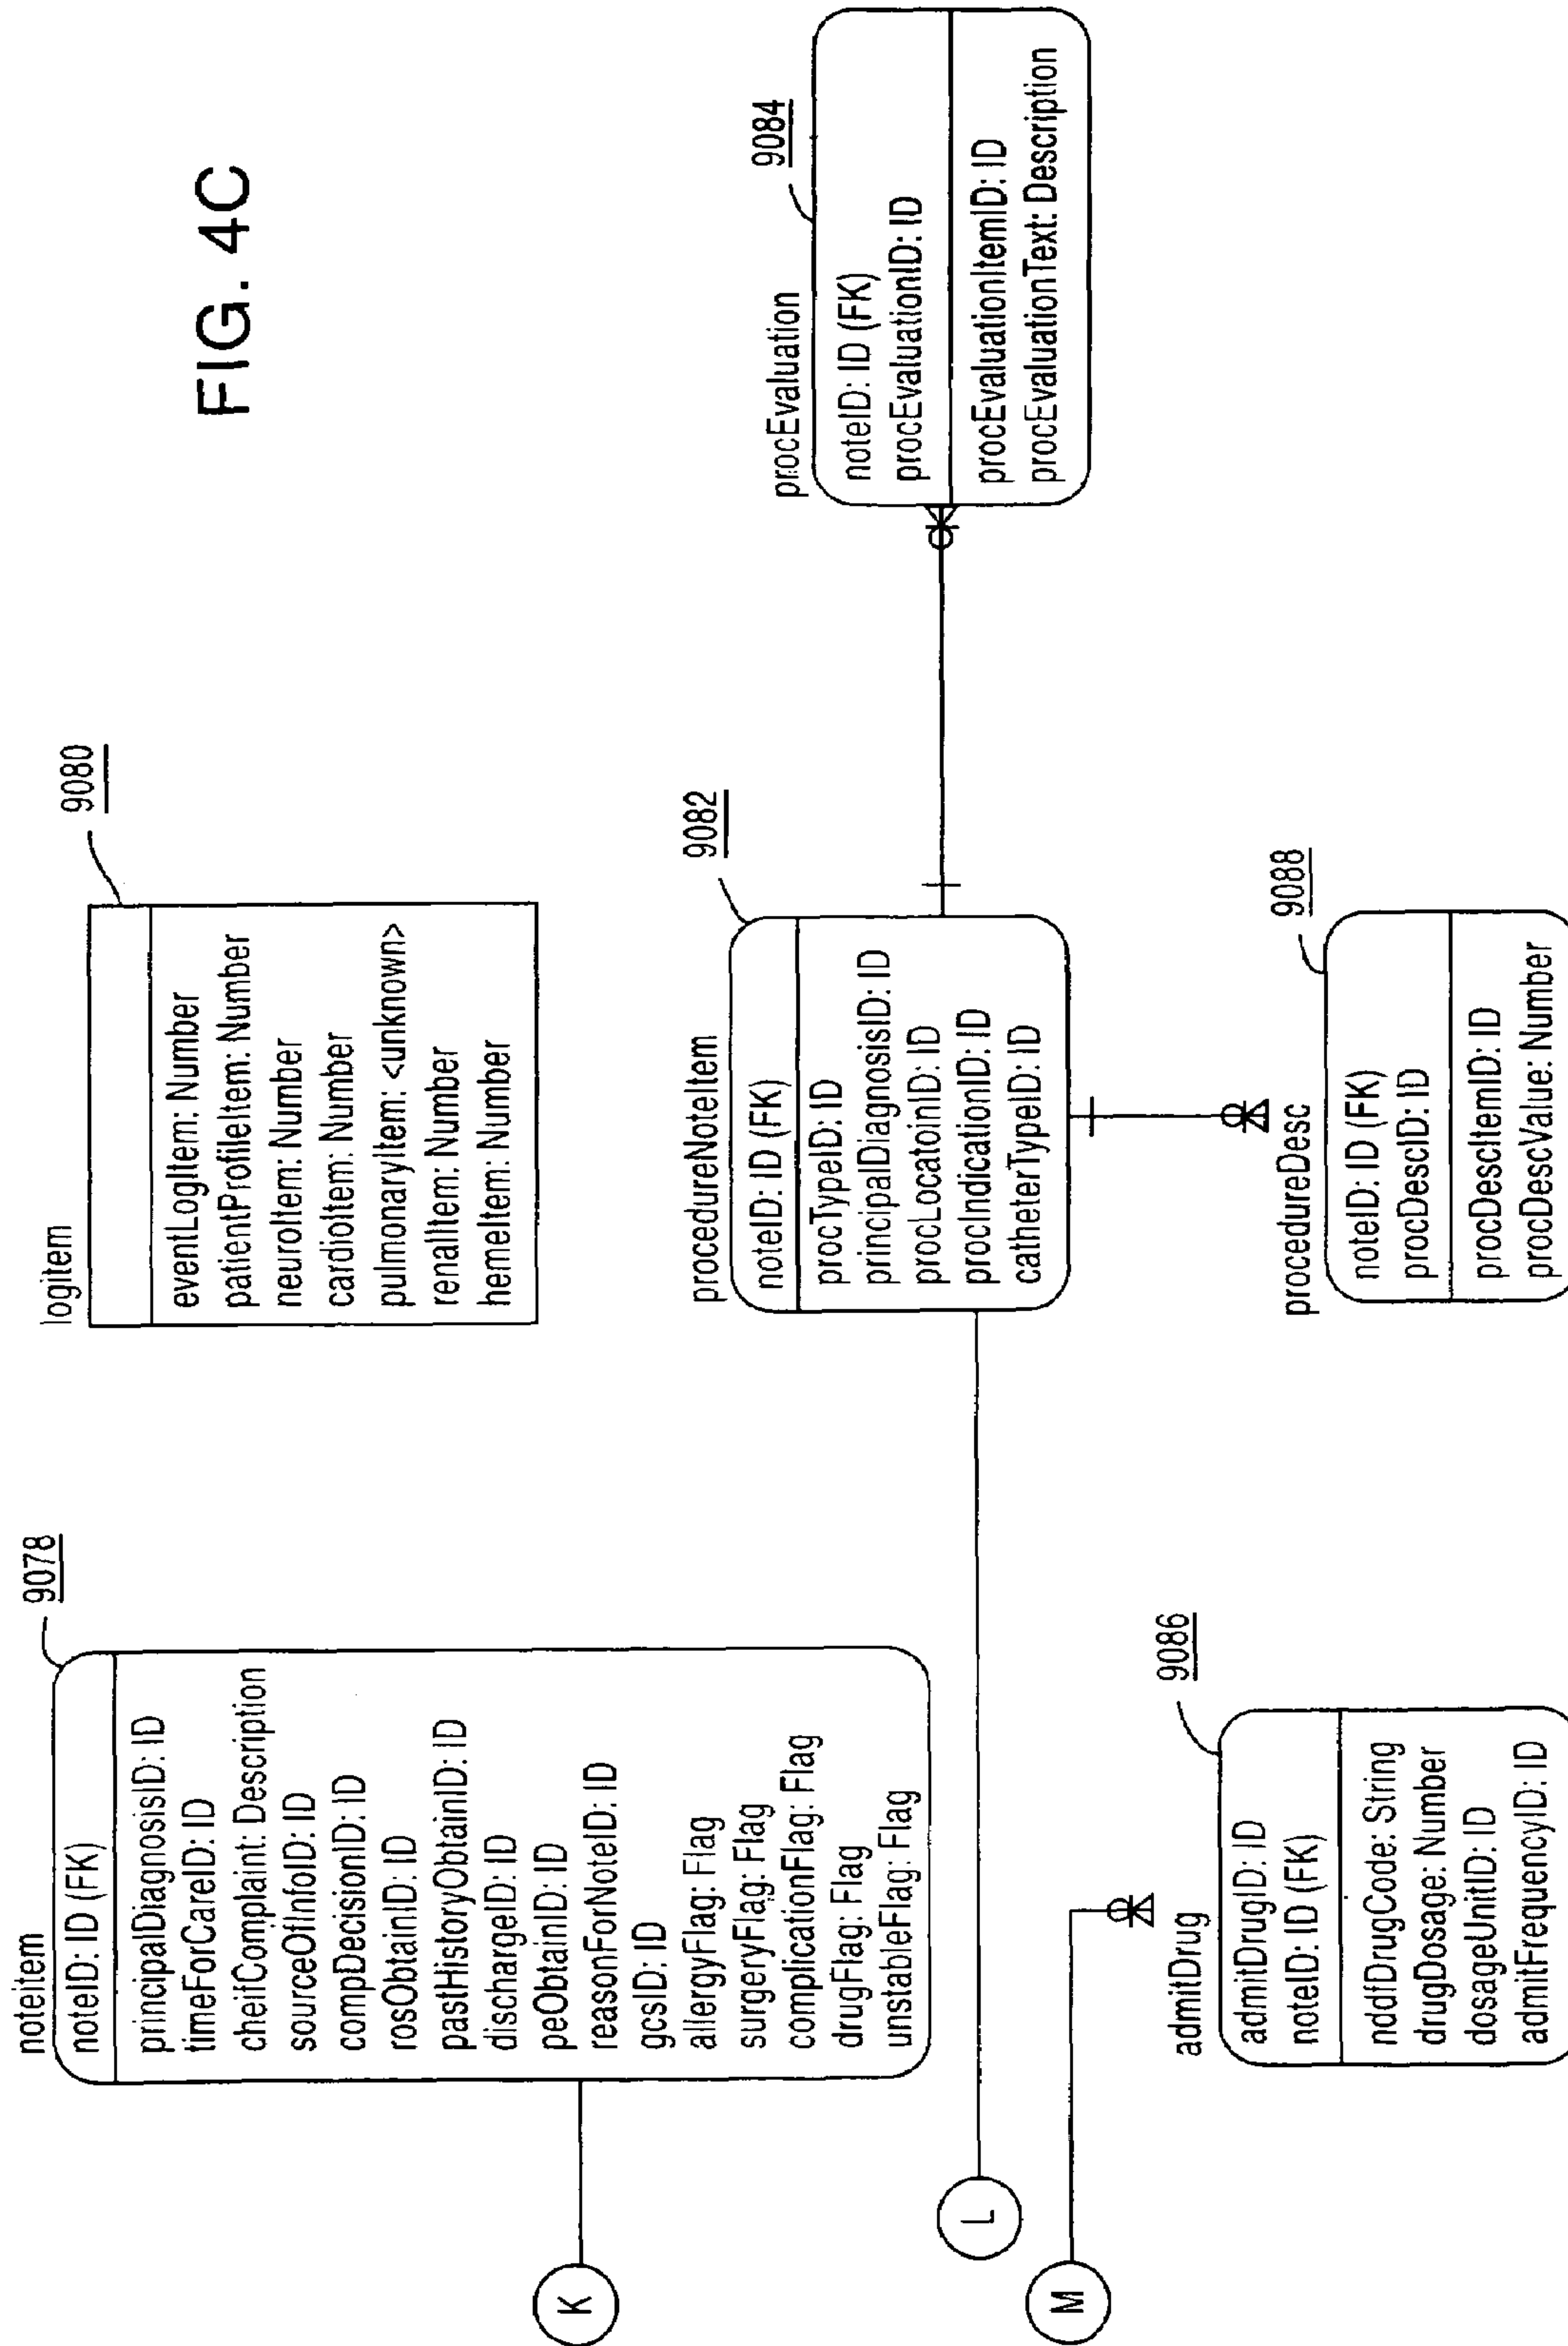 FIG. 4C
noteitem
9078
noteID: ID (FK)
principalDiagnosisID: ID
timeForCareID: ID
cheifComplaint: Description
sourceOfInfoID: ID
compDecisionID: ID
rosObtainID: ID
pastHistoryObtainID: ID
dischargeID: ID
peObtainID: ID
reasonForNoteID: ID
gcsID: ID
allergyFlag: Flag
surgeryFlag: Flag
complicationFlag: Flag
drugFlag: Flag
unstableFlag: Flag
K
logitem
9080
eventLogItem: Number
patientProfileItem: Number
neuroItem: Number
cardioItem: Number
pulmonaryItem: <unknown>
renalItem: Number
hemeItem: Number
L
procedureNoteItem
9082
noteID: ID (FK)
procTypeID: ID
principalDiagnosisID: ID
procLocatoinID: ID
procIndicationID: ID
catheterTypeID: ID
procEvaluation
9084
noteID: ID (FK)
procEvaluationID: ID
procEvaluationItemID: ID
procEvaluationText: Description
M
admitDrug
9086
admitDrugID: ID
noteID: ID (FK)
nddfDrugCode: String
drugDosage: Number
dosageUnitID: ID
admitFrequencyID: ID
procedureDesc
9088
noteID: ID (FK)
procDescID: ID
procDescItemID: ID
procDescValue: Number